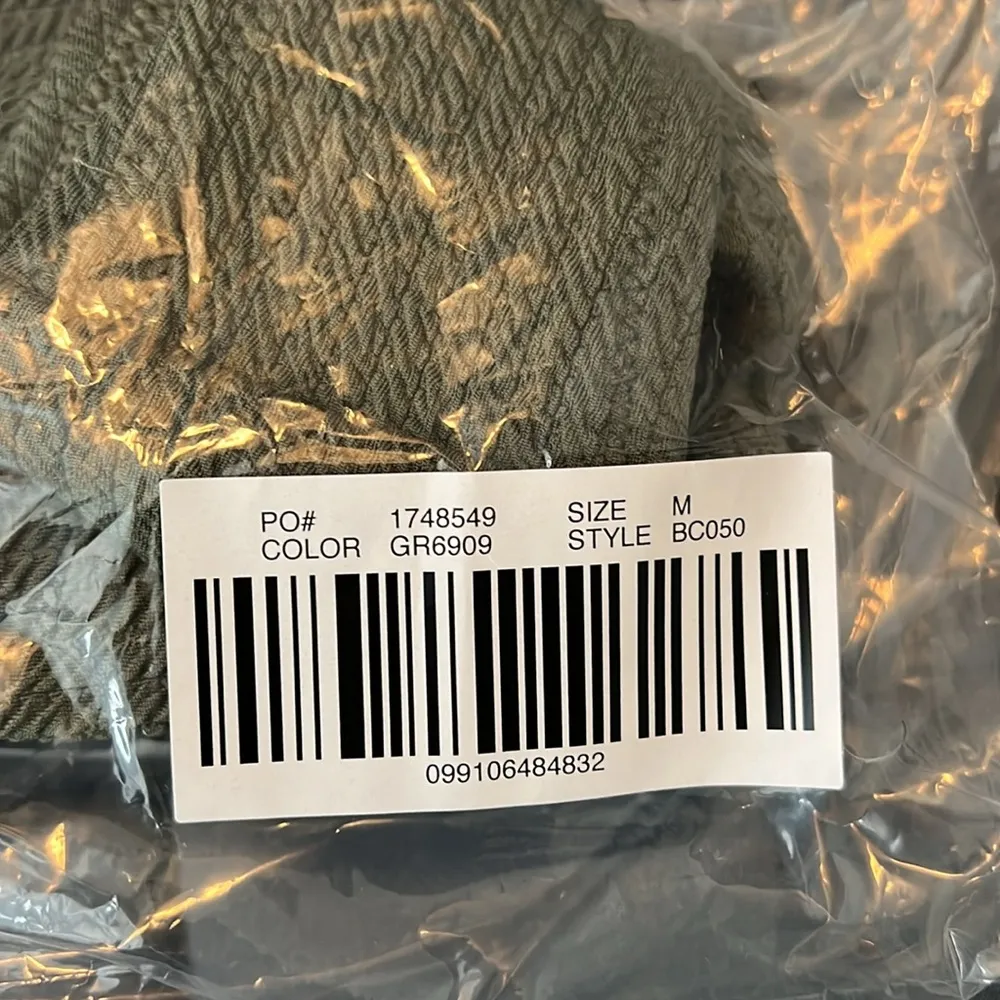 PO# 1748549 SIZE M
COLOR GR6909 STYLE BC050
099106484832